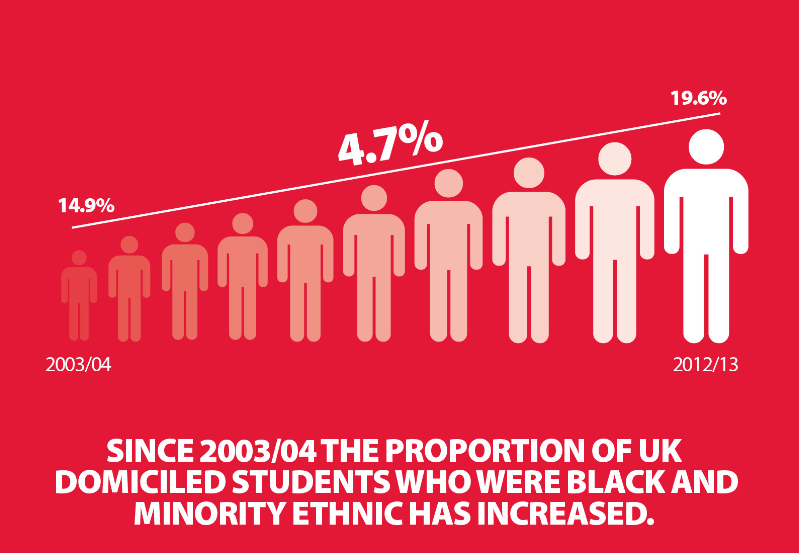 19.6%
4.7%
14.9%
2003/04
2012/13
SINCE 2003/04 THE PROPORTION OF UK
DOMICILED STUDENTS WHO WERE BLACK AND
MINORITY ETHNIC HAS INCREASED.